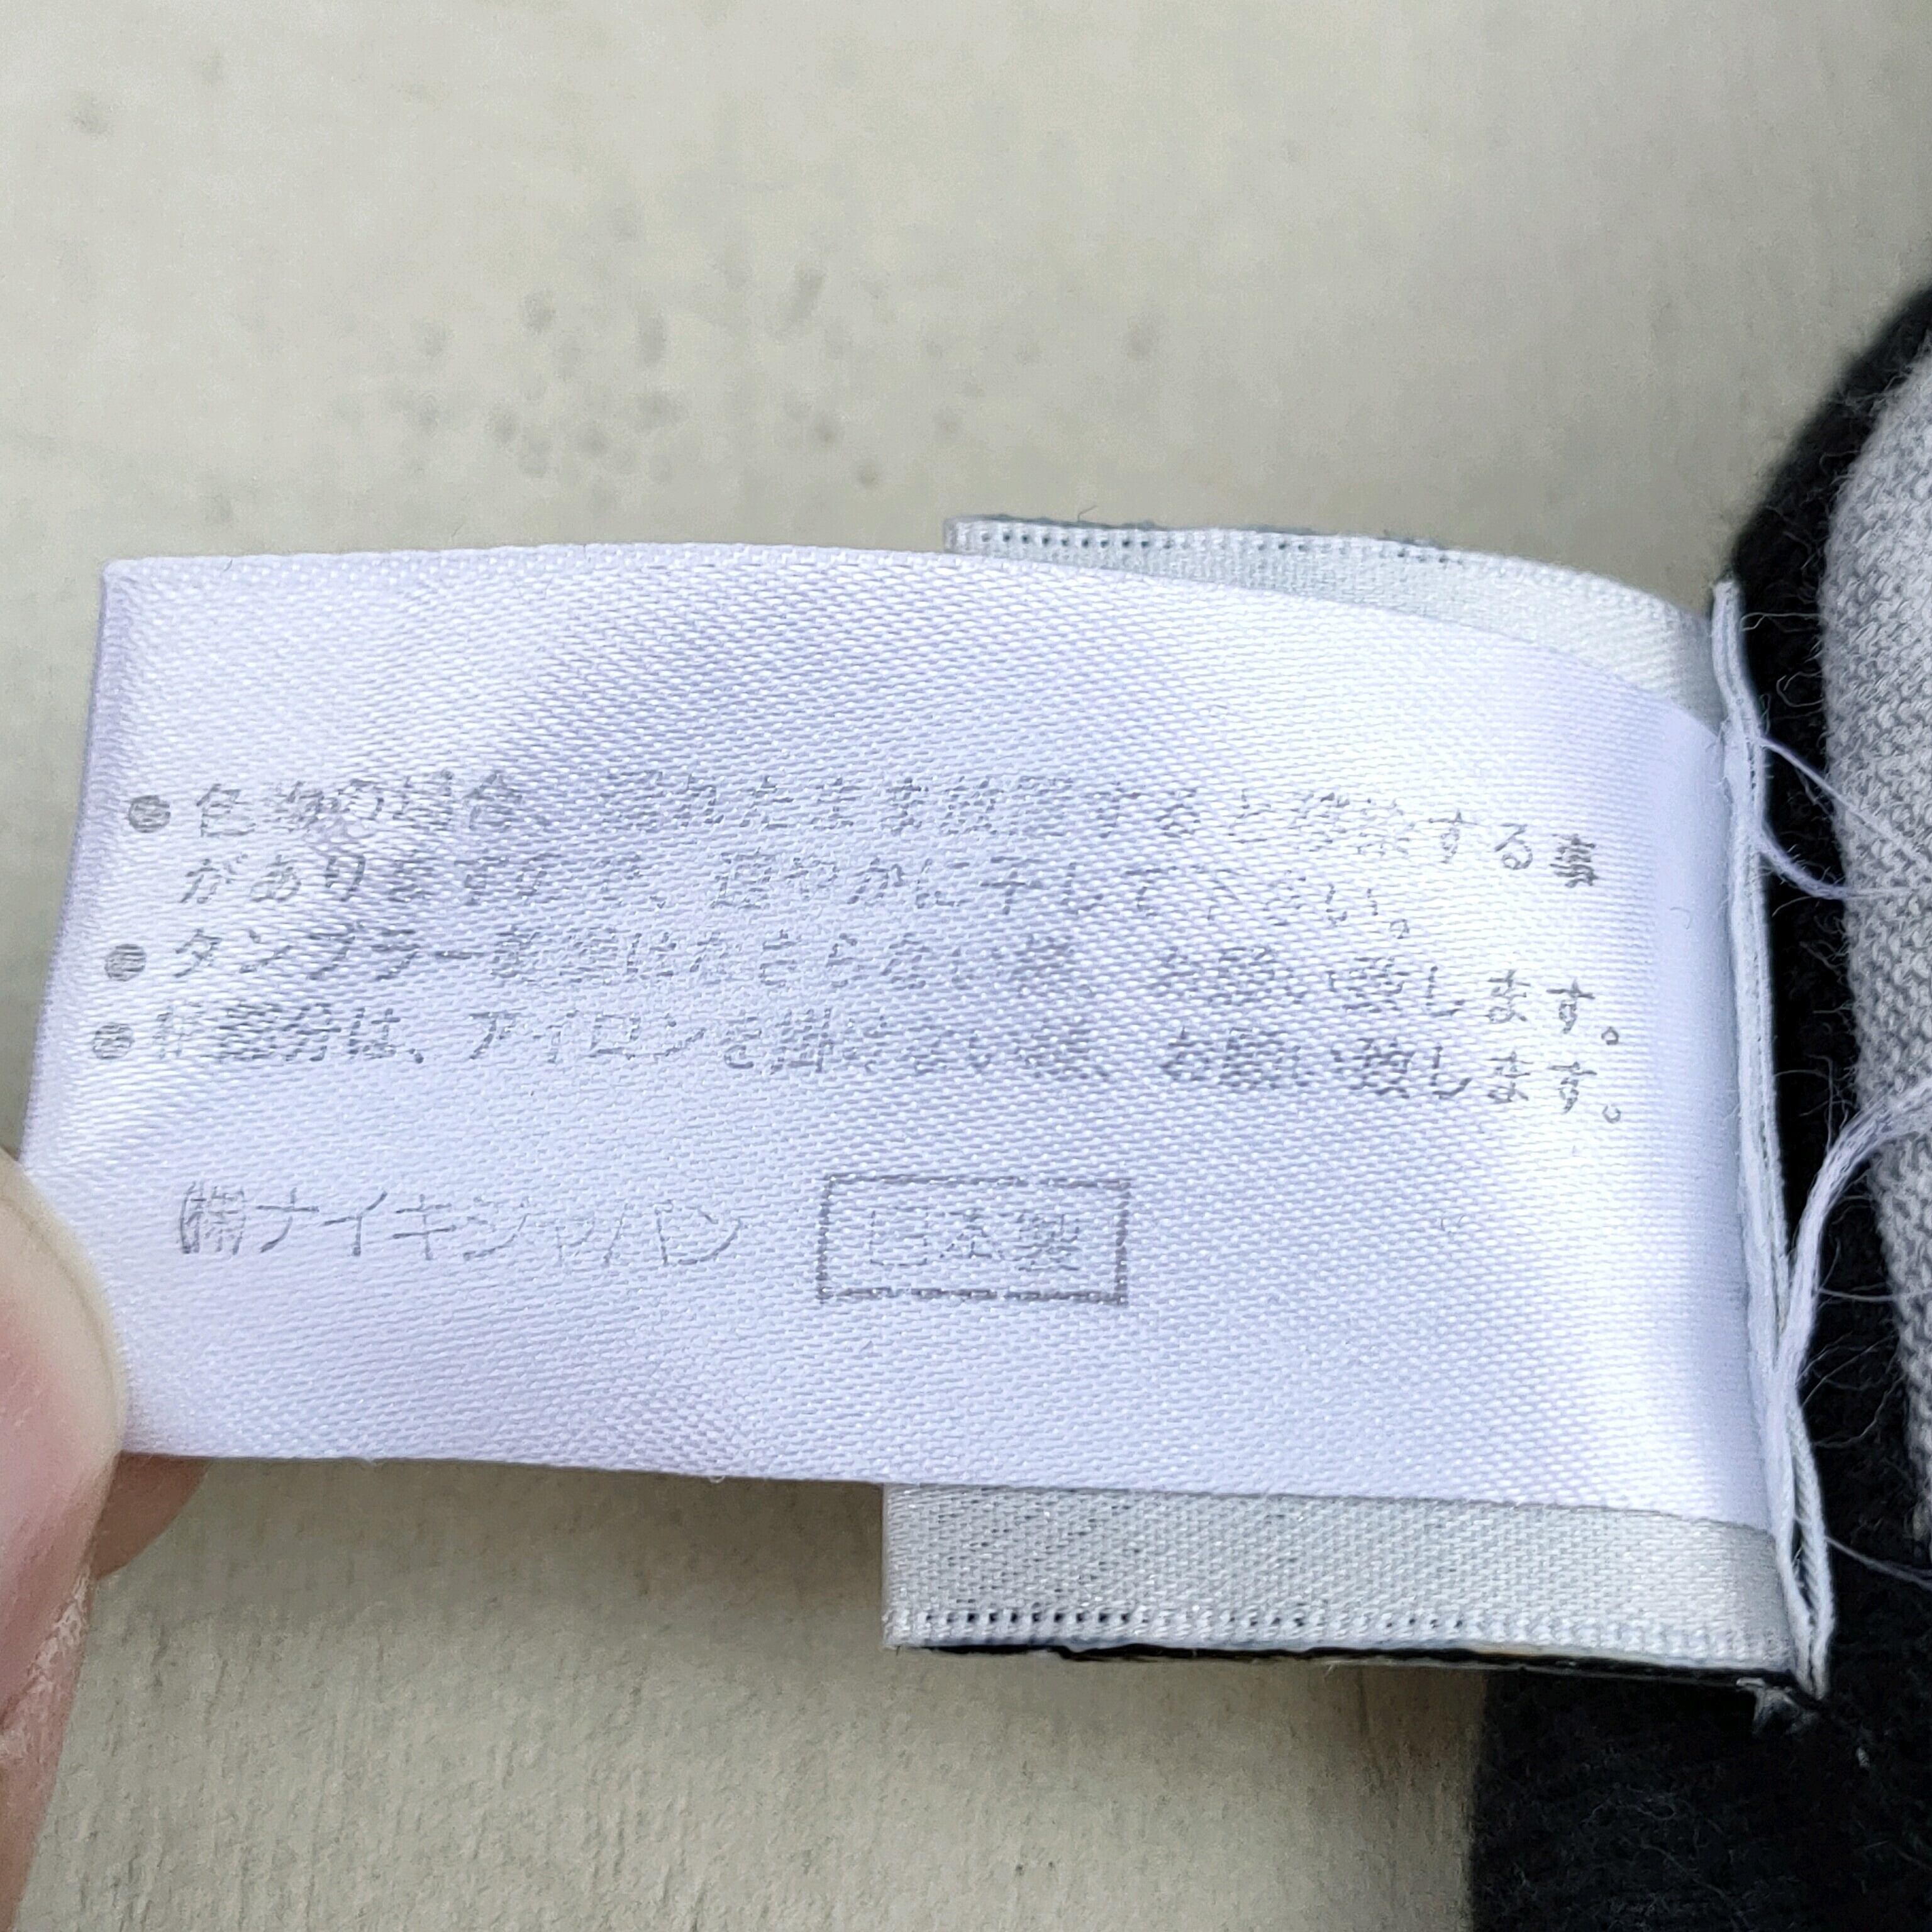 ●色物の場合、濡れたまま放置すると移染する事
がありますので、速やかに干して下さい。
●タンブラー乾燥はなさらない様、お願い致します。
●部分は、アイロンを掛けない様、お願い致します。
㈱ナイキジャパン 日本製